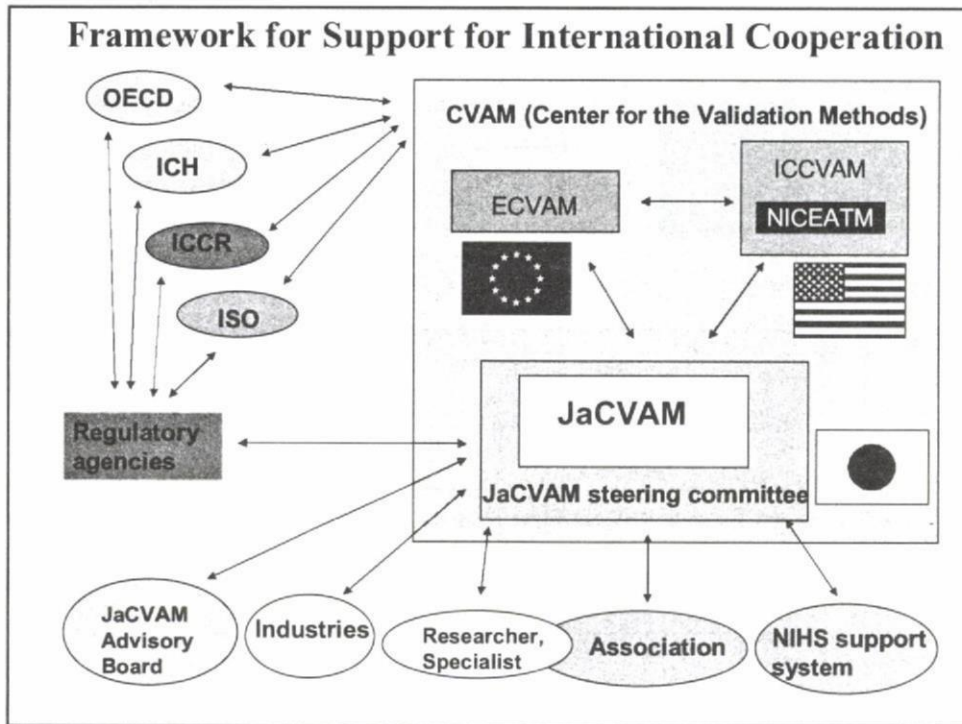 Framework for Support for International Cooperation
OECD
ICH
ICCR
ISO
Regulatory
agencies
CVAM (Center for the Validation Methods)
ECVAM
ICCVAM
NICEATM
JaCVAM
JaCVAM steering committee
JaCVAM
Advisory
Board
Industries
Researcher,
Specialist
Association
NIHS support
system